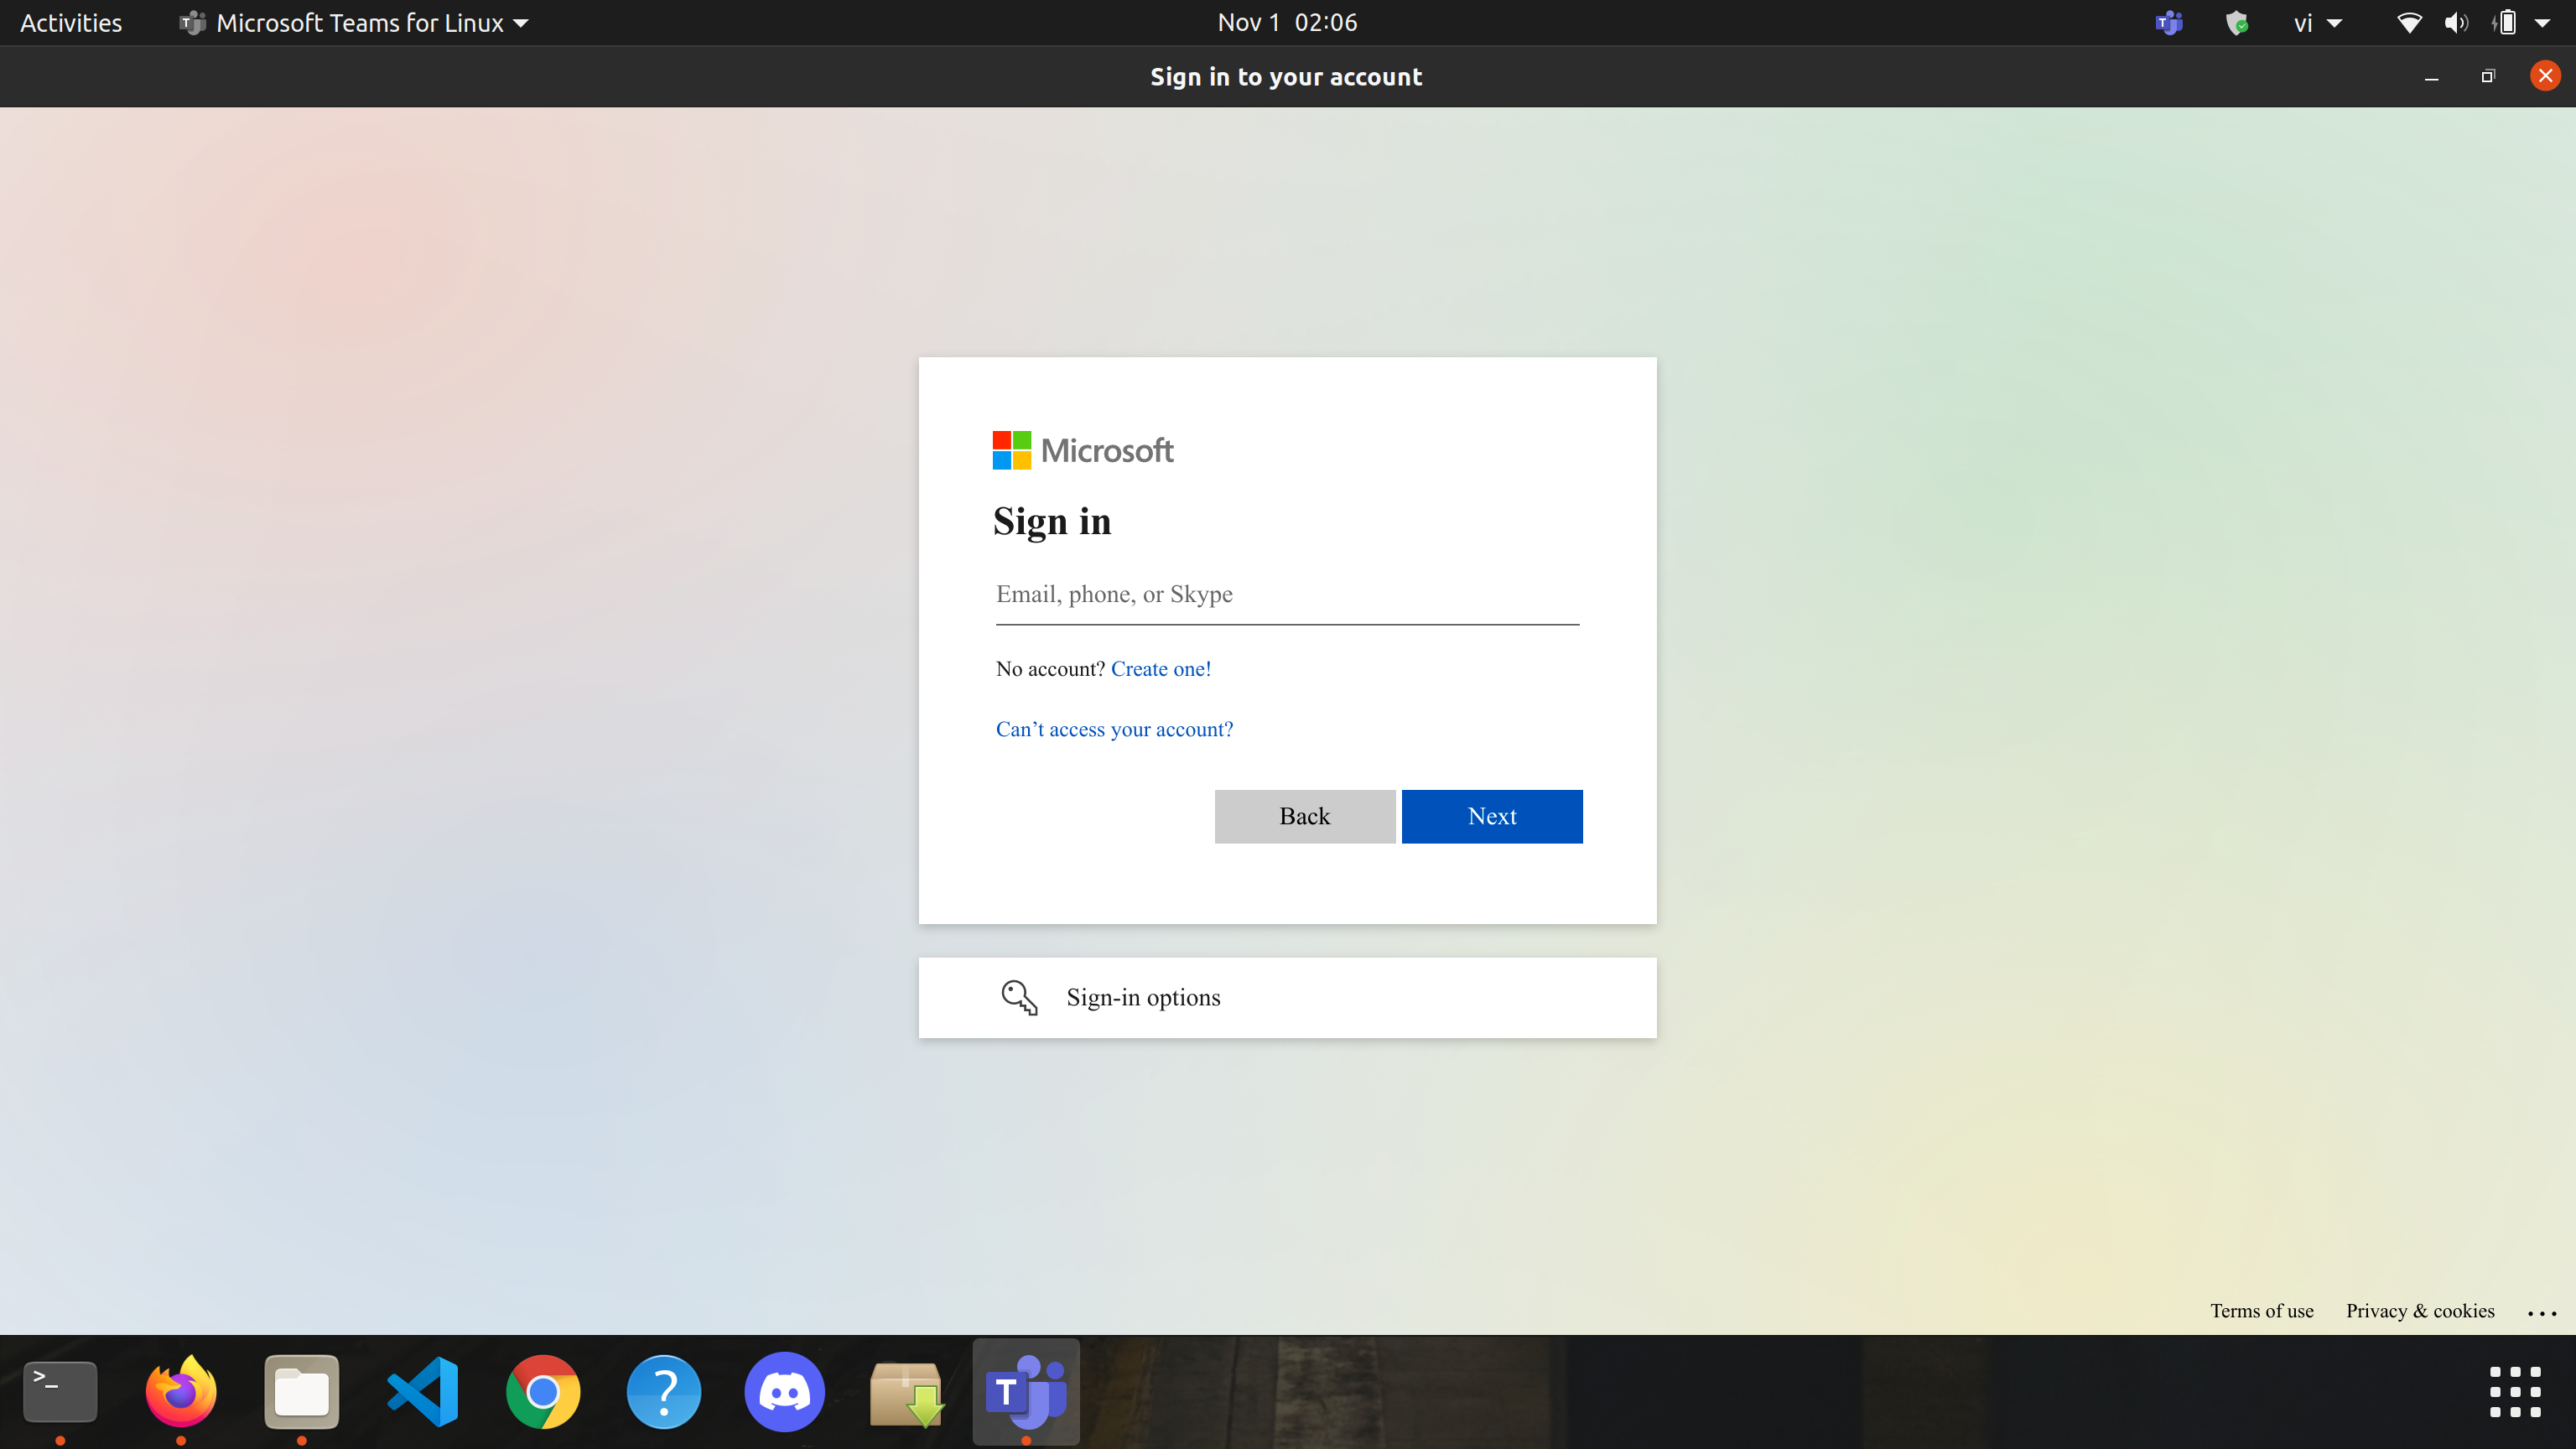 Activities Microsoft Teams for Linux Nov 1 02:06 vi
Sign in to your account
Microsoft
Sign in
Email, phone, or Skype
No account? Create one!
Can’t access your account?
Back Next
Sign-in options
Terms of use Privacy & cookies ...